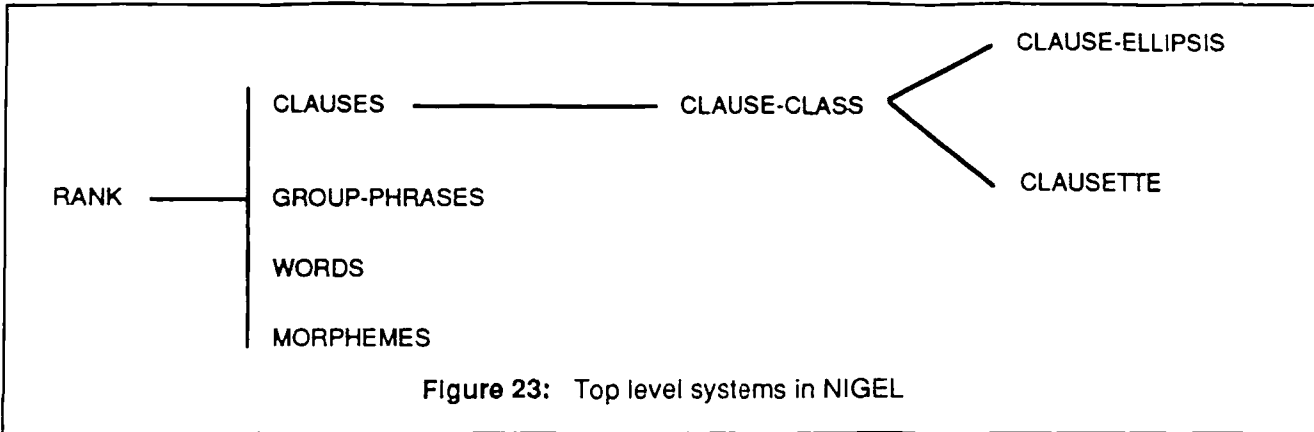 CLAUSE-ELLIPSIS
CLAUSES CLAUSE-CLASS
CLAUSETTE
RANK GROUP-PHRASES
WORDS
MORPHEMES
Figure 23: Top level systems in NIGEL